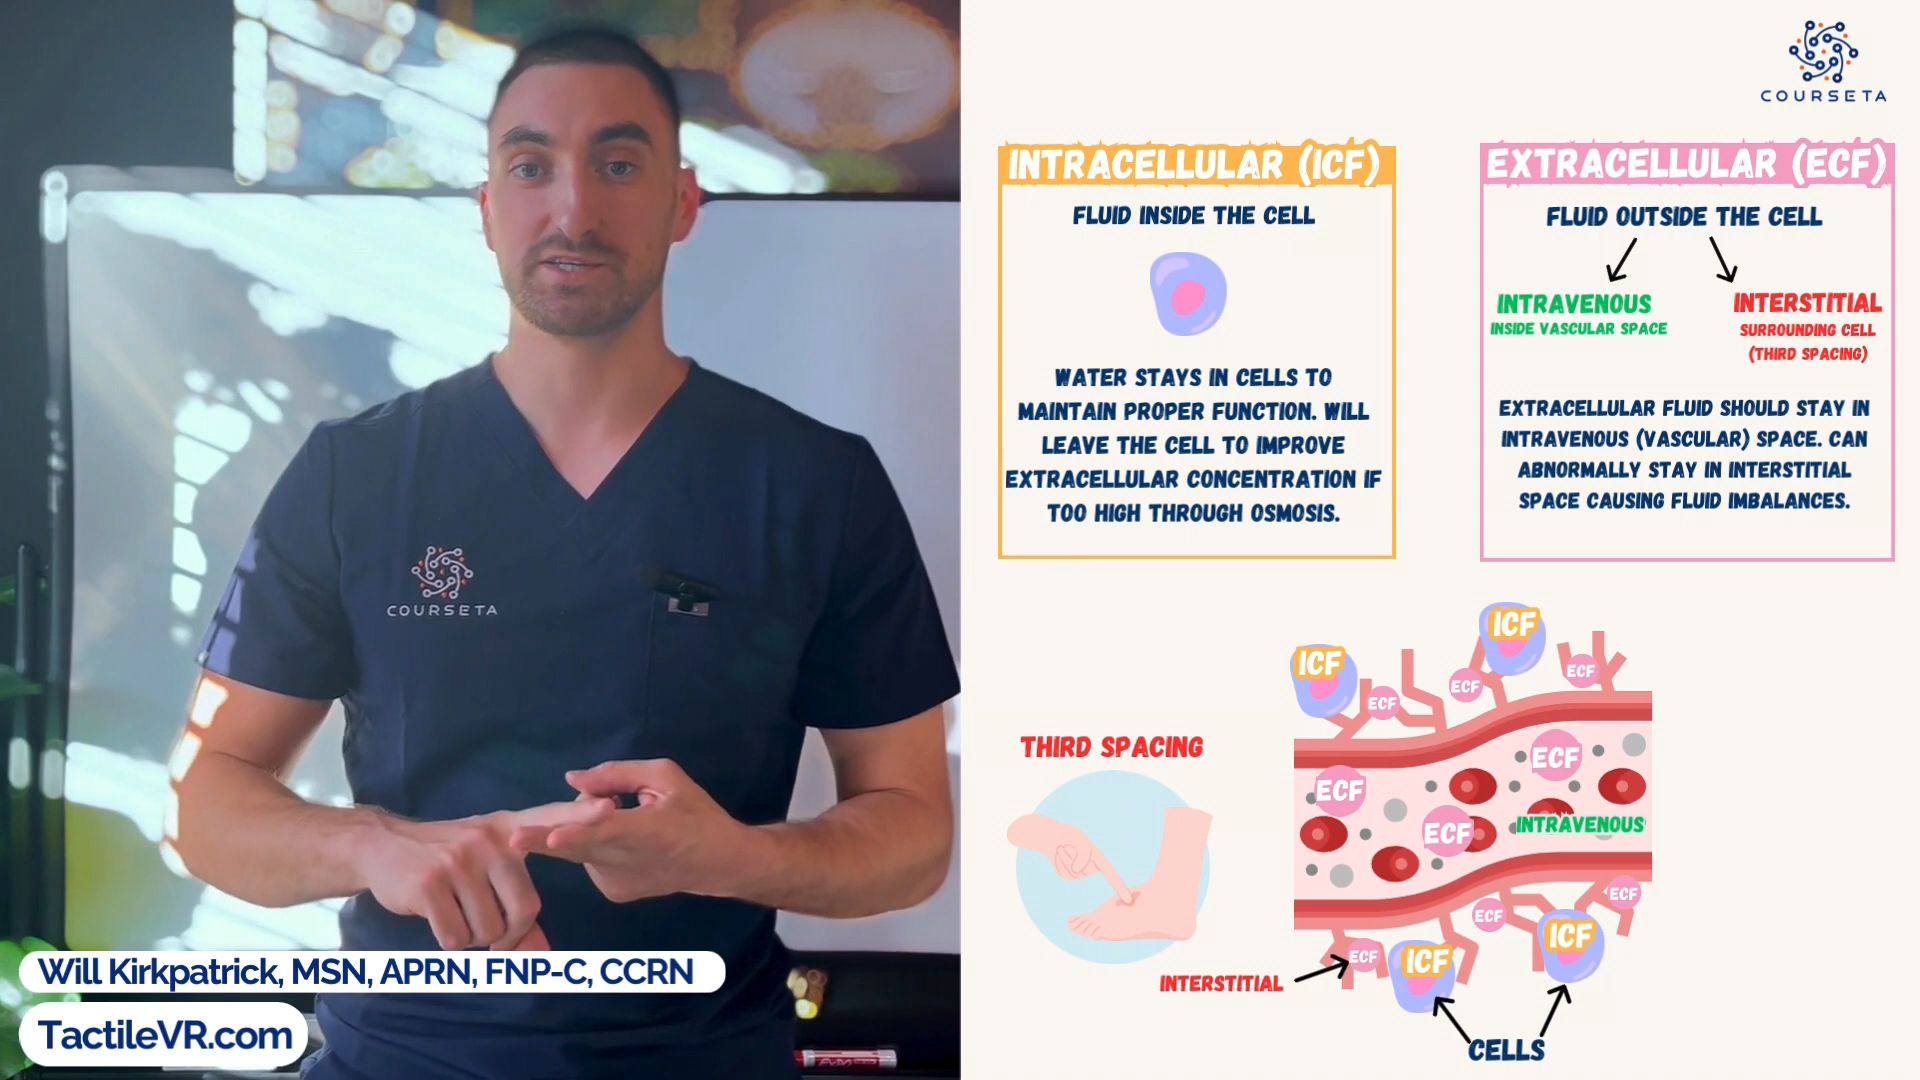 COURSETA
INTRACELLULAR (ICF)
FLUID INSIDE THE CELL
WATER STAYS IN CELLS TO
MAINTAIN PROPER FUNCTION. WILL
LEAVE THE CELL TO IMPROVE
EXTRACELLULAR CONCENTRATION IF
TOO HIGH THROUGH OSMOSIS.
EXTRACELLULAR (ECF)
FLUID OUTSIDE THE CELL
INTRAVENOUS
INSIDE VASCULAR SPACE
INTERSTITIAL
SURROUNDING CELL
(THIRD SPACING)
EXTRACELLULAR FLUID SHOULD STAY IN
INTRAVENOUS (VASCULAR) SPACE. CAN
ABNORMALLY STAY IN INTERSTITIAL
SPACE CAUSING FLUID IMBALANCES.
COURSETA
THIRD SPACING
ICF
ICF
ECF
ECF
ECF
ECF
ECF
ECF
INTRAVENOUS
ECF
ECF
ECF
ICF
ICF
INTERSTITIAL
CELLS
Will Kirkpatrick, MSN, APRN, FNP-C, CCRN
TactileVR.com
EXPO